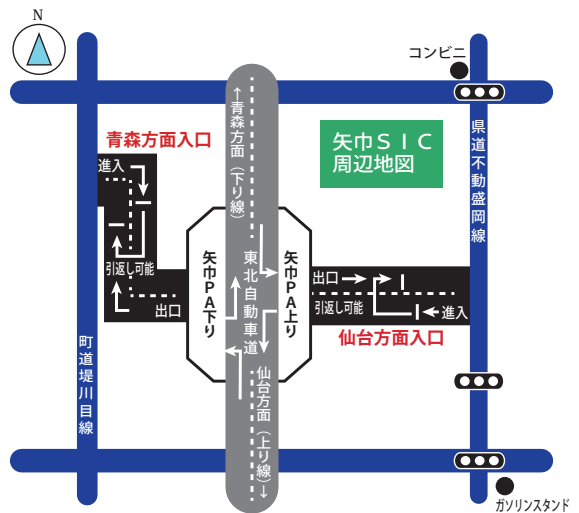 N
コンビニ
矢巾ＳＩＣ
周辺地図
青森方面入口
進入
引返し可能
出口
矢巾PA下り
↑青森方面（下り線）
東北自動車道
仙台方面（上り線）↓
矢巾PA上り
出口
引返し可能
進入
仙台方面入口
県道不動盛岡線
町道堤川目線
ガソリンスタンド